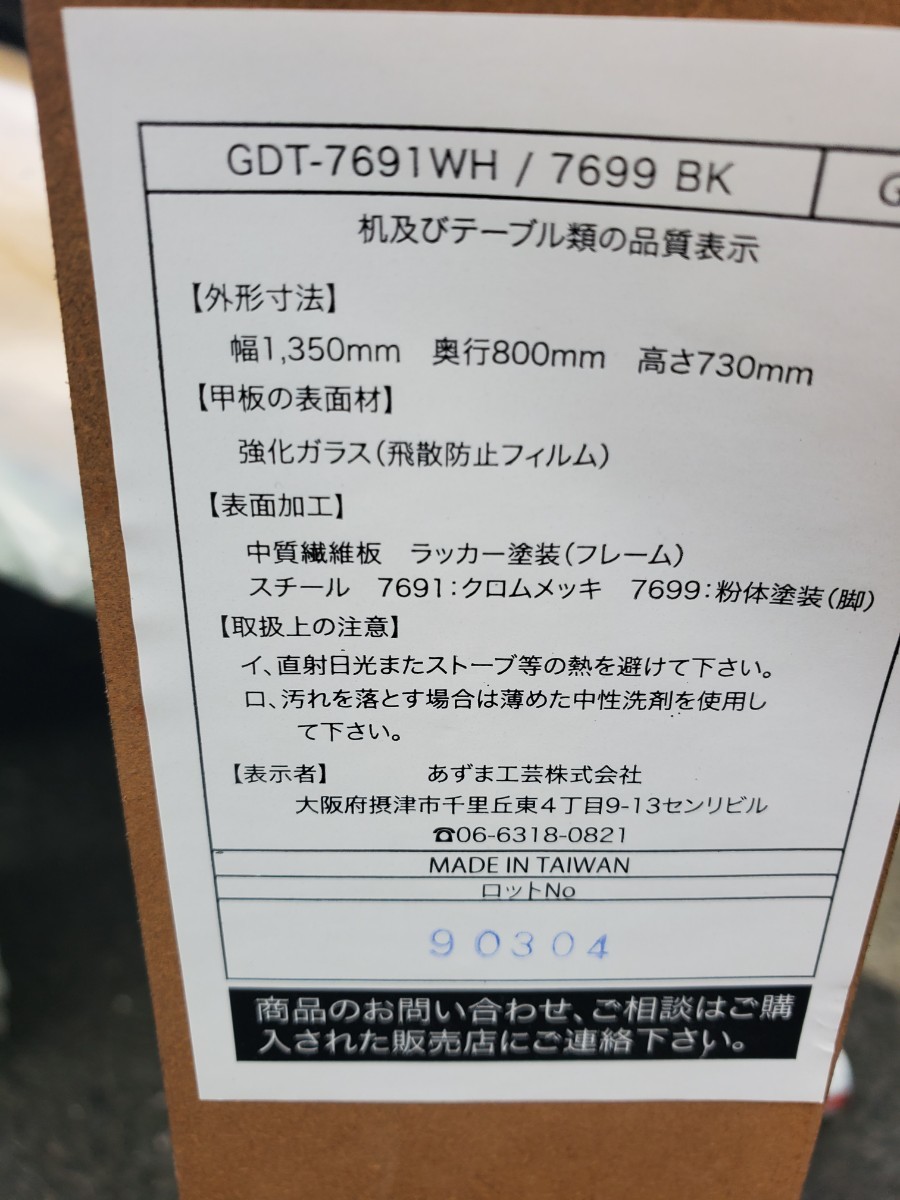 GDT-7691WH / 7699 BK
G
机及びテーブル類の品質表示
【外形寸法】
幅1,350mm 奥行800mm 高さ730mm
【甲板の表面材】
強化ガラス(飛散防止フィルム)
【表面加工】
中質繊維板 ラッカー塗装(フレーム)
スチール 7691:クロムメッキ 7699:粉体塗装(脚)
【取扱上の注意】
イ、直射日光またストーブ等の熱を避けて下さい。
ロ、汚れを落とす場合は薄めた中性洗剤を使用し
て下さい。
【表示者】 あずま工芸株式会社
大阪府摂津市千里丘東4丁目9-13センリビル
☎06-6318-0821
MADE IN TAIWAN
ロットNo
90304
商品のお問い合わせ、ご相談はご購
入された販売店にご連絡下さい。